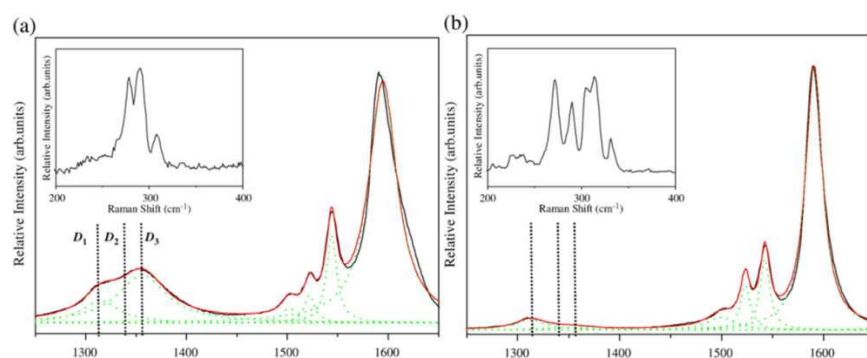 (a)
Relative Intensity (arb.units)
Relative Intensity (arb.units)
200
300
400
Raman Shift (cm-1)
D1
D2
D3
1300
1400
1500
1600
(b)
Relative Intensity (arb.units)
Relative Intensity (arb.units)
200
300
400
Raman Shift (cm-1)
1300
1400
1500
1600